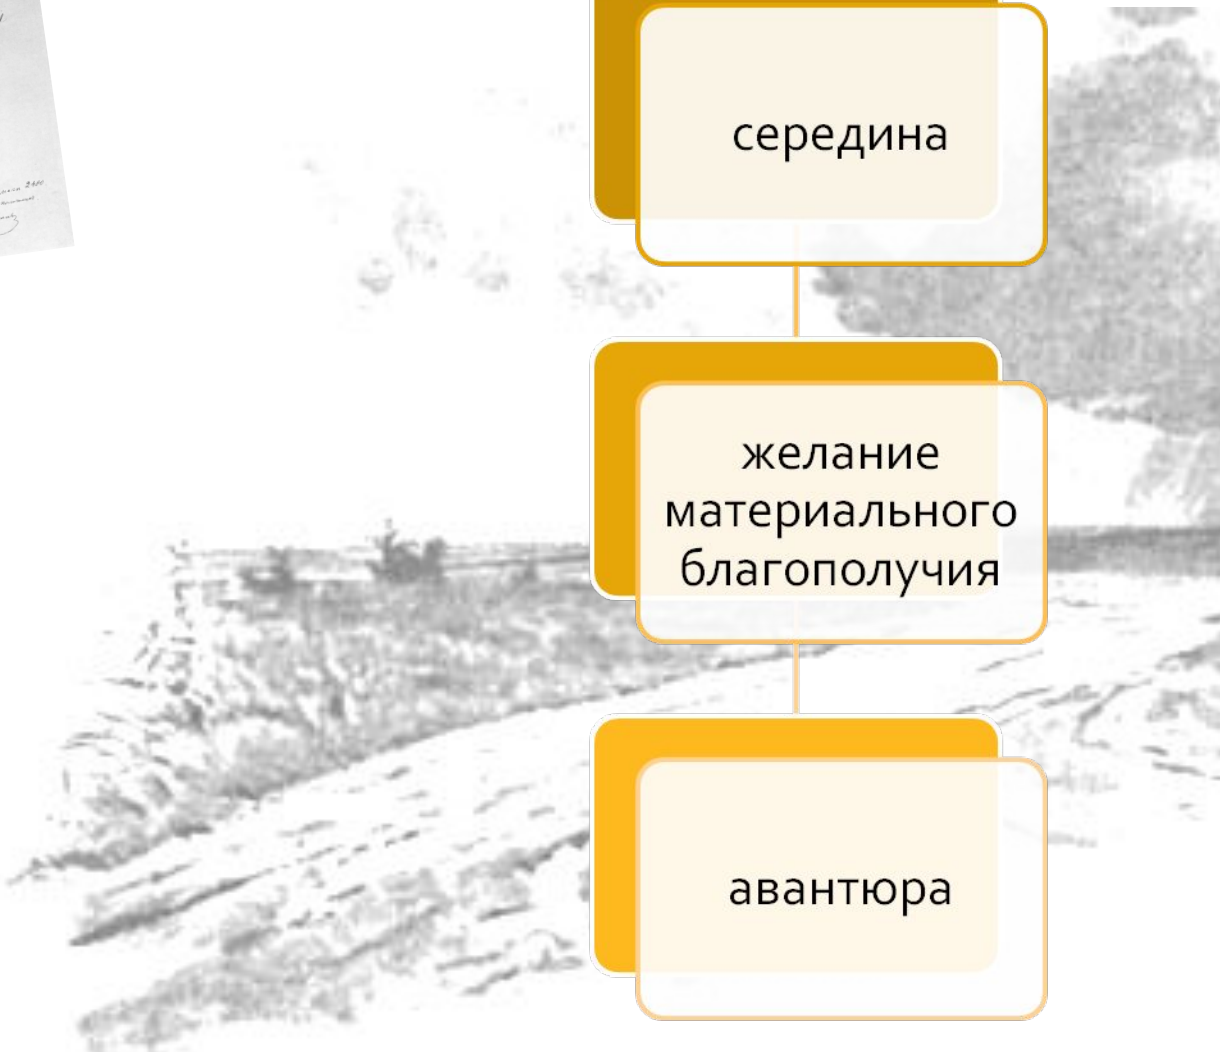 середина
желание
материального
благополучия
авантюра